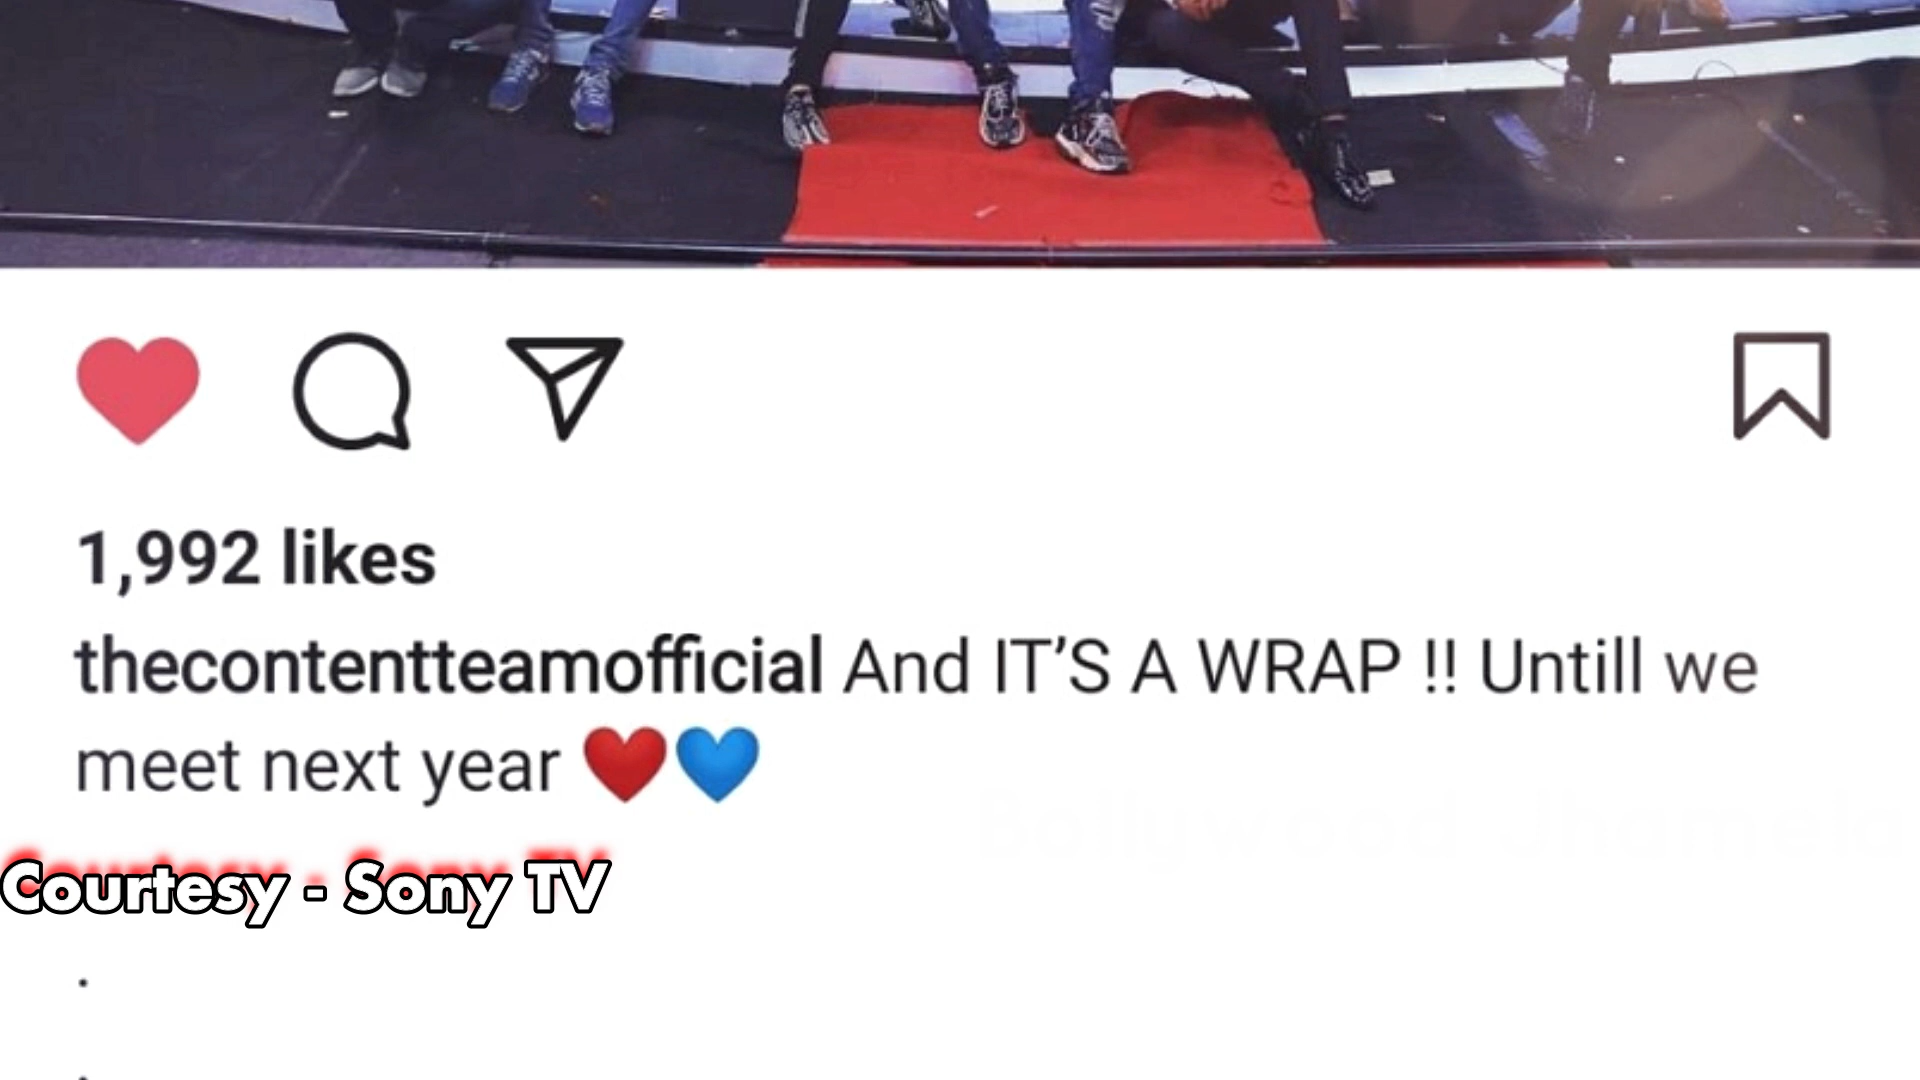 1,992 likes
thecontentteamofficial And IT’S A WRAP !! Untill we
meet next year ❤️💙
Courtesy - Sony TV
.
.